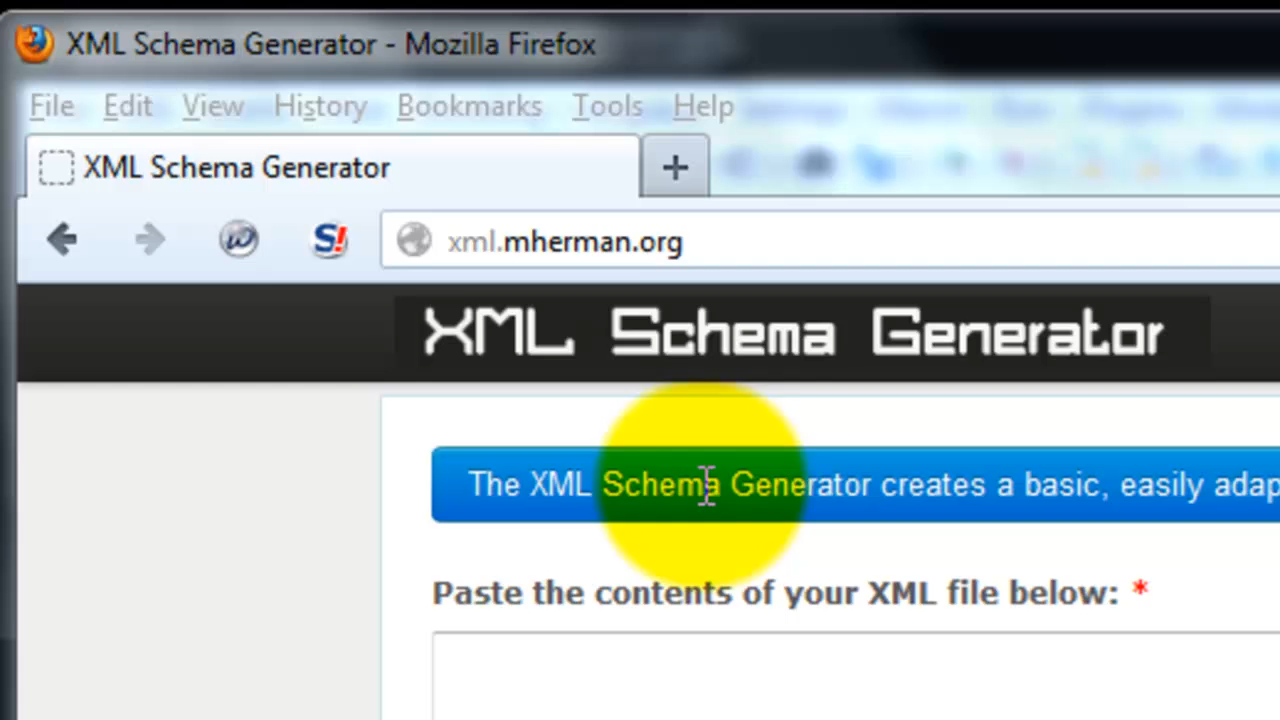 XML Schema Generator - Mozilla Firefox
File Edit View History Bookmarks Tools Help
XML Schema Generator
xml.mherman.org
XML Schema Generator
The XML Schema Generator creates a basic, easily adap
Paste the contents of your XML file below: *